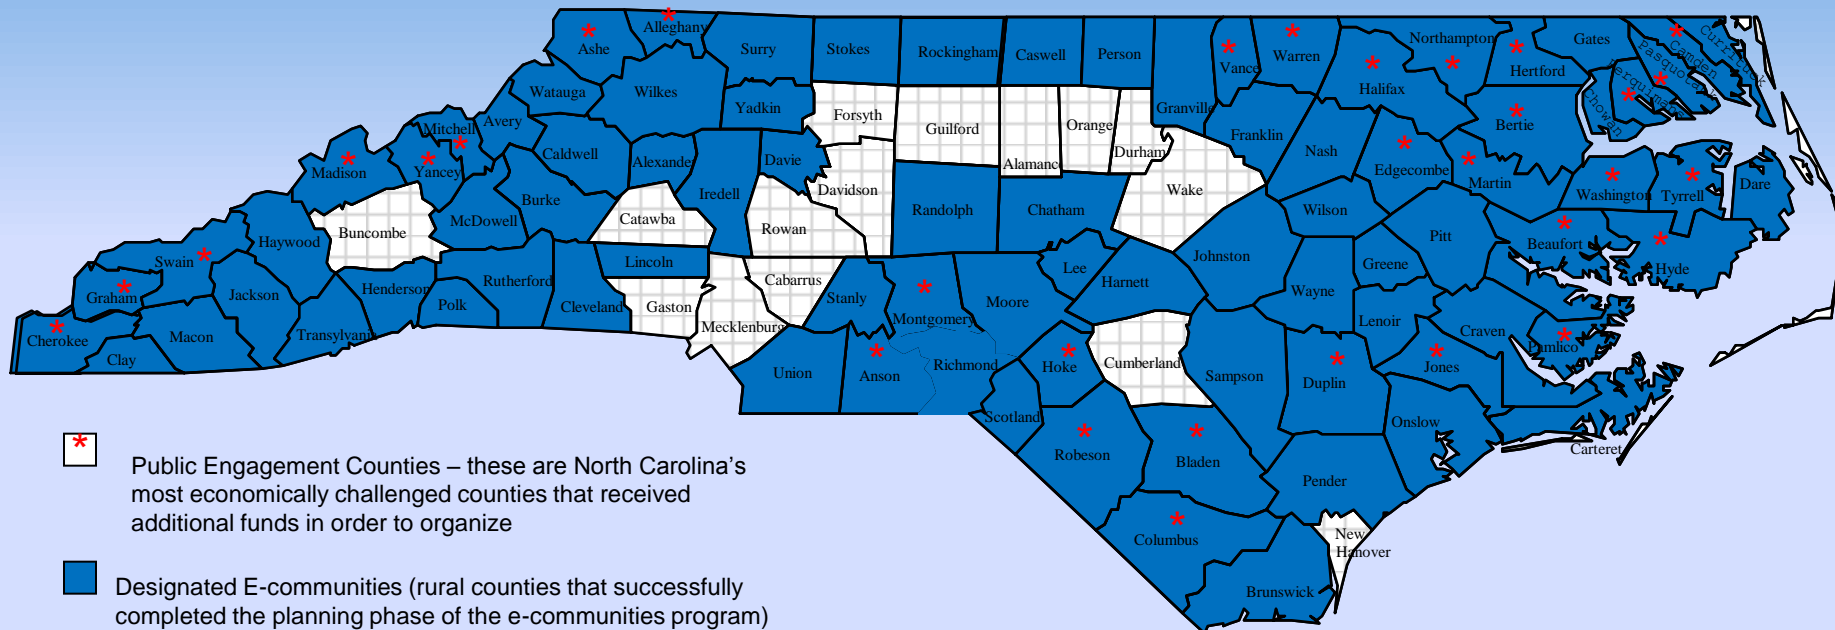 Ashe
Alleghany
Surry
Stokes
Rockingham
Caswell
Person
Granville
Vance
Warren
Northampton
Halifax
Hertford
Gates
Currituck
Camden
Pasquotank
Perquimans
Chowan
Bertie
Watauga
Wilkes
Yadkin
Forsyth
Guilford
Alamance
Orange
Durham
Franklin
Nash
Edgecombe
Martin
Washington
Tyrrell
Dare
Mitchell
Avery
Madison
Yancey
Caldwell
Alexander
Davie
Iredell
Davidson
Randolph
Chatham
Wake
Wilson
Pitt
Beaufort
Hyde
Buncombe
McDowell
Burke
Catawba
Rowan
Haywood
Swain
Graham
Jackson
Henderson
Polk
Rutherford
Cleveland
Lincoln
Gaston
Mecklenburg
Cabarrus
Stanly
Montgomery
Moore
Lee
Harnett
Johnston
Wayne
Greene
Lenoir
Craven
Pamlico
Cherokee
Clay
Macon
Transylvania
Union
Anson
Richmond
Hoke
Scotland
Cumberland
Sampson
Duplin
Jones
Onslow
Carteret
Robeson
Bladen
Pender
Columbus
Brunswick
New
Hanover
* Public Engagement Counties – these are North Carolina’s
most economically challenged counties that received
additional funds in order to organize
Designated E-communities (rural counties that successfully
completed the planning phase of the e-communities program)